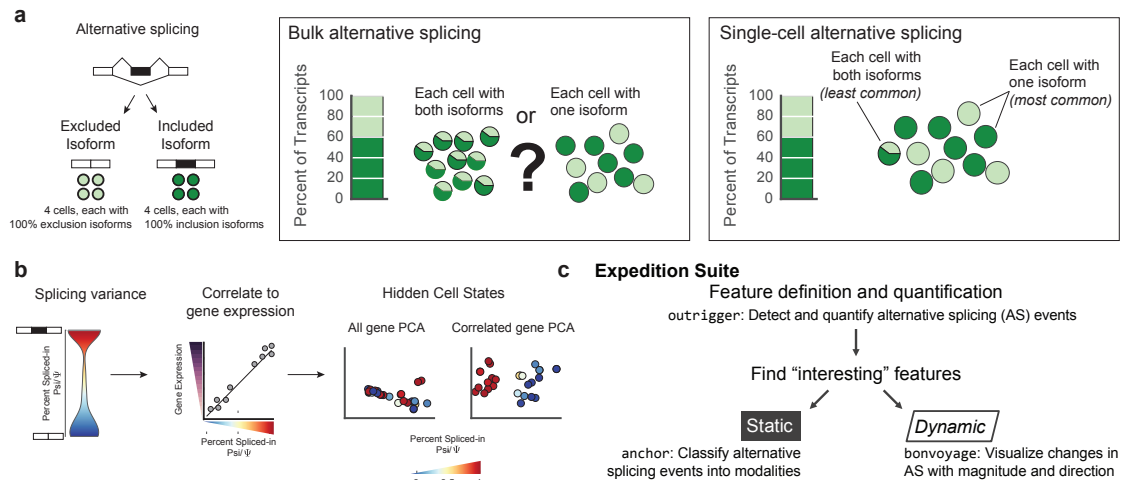 a
Alternative splicing
Excluded
Isoform
Included
Isoform
4 cells, each with
100% exclusion isoforms
4 cells, each with
100% inclusion isoforms
Bulk alternative splicing
Percent of Transcripts
100
80
60
40
20
0
Each cell with
both isoforms
or
?
Each cell with
one isoform
Single-cell alternative splicing
Percent of Transcripts
100
80
60
40
20
0
Each cell with
both isoforms
(least common)
Each cell with
one isoform
(most common)
b
Splicing variance
Percent Spliced-in
Psi/Ψ
Correlate to
gene expression
Gene Expression
Percent Spliced-in
Psi/Ψ
Hidden Cell States
All gene PCA
Correlated gene PCA
Percent Spliced-in
Psi/Ψ
c
Expedition Suite
Feature definition and quantification
outrigger: Detect and quantify alternative splicing (AS) events
Find “interesting” features
Static
anchor: Classify alternative
splicing events into modalities
Dynamic
bonvoyage: Visualize changes in
AS with magnitude and direction